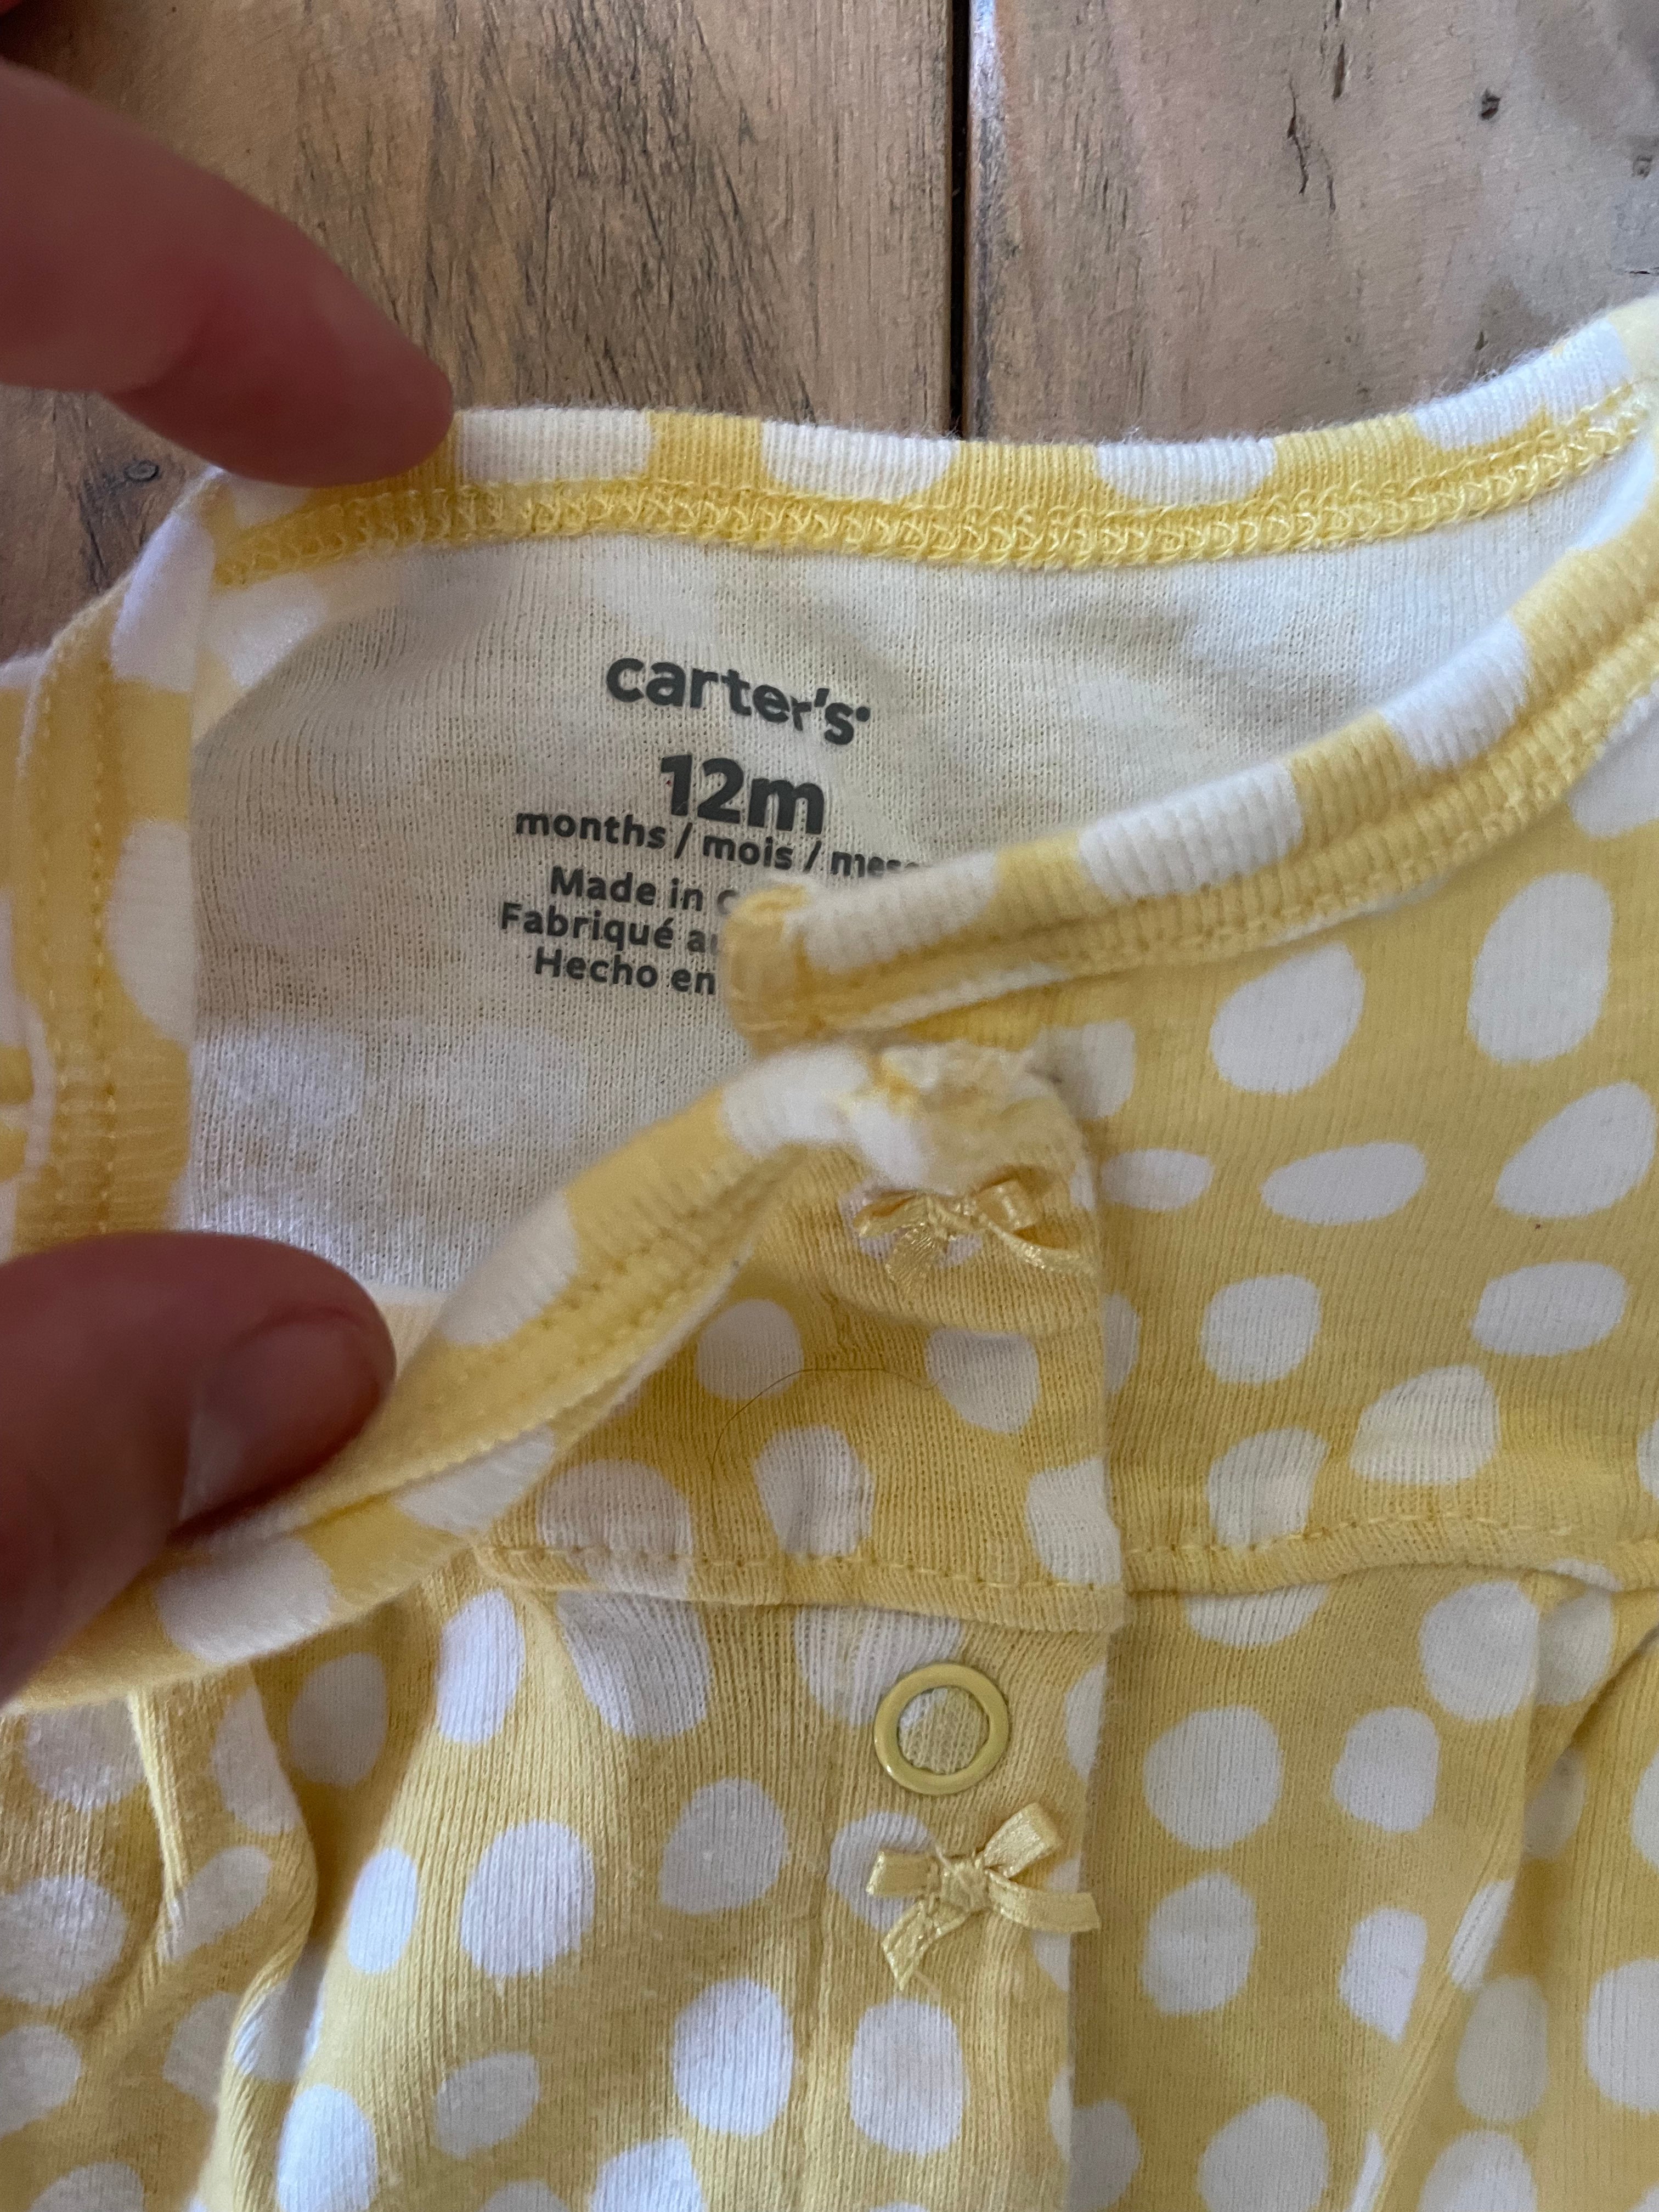 carter's
12m
months / mois /
Made in
Fabriqué
Hecho en